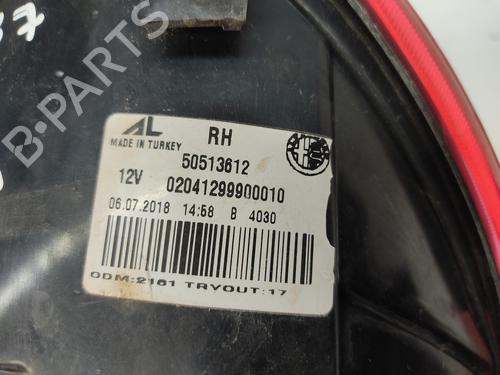 B-PARTS
AL
MADE IN TURKEY
RH
50513612
12V 02041299900010
06.07.2018 14:58 B 4030
ODM:2161 TRYOUT:17